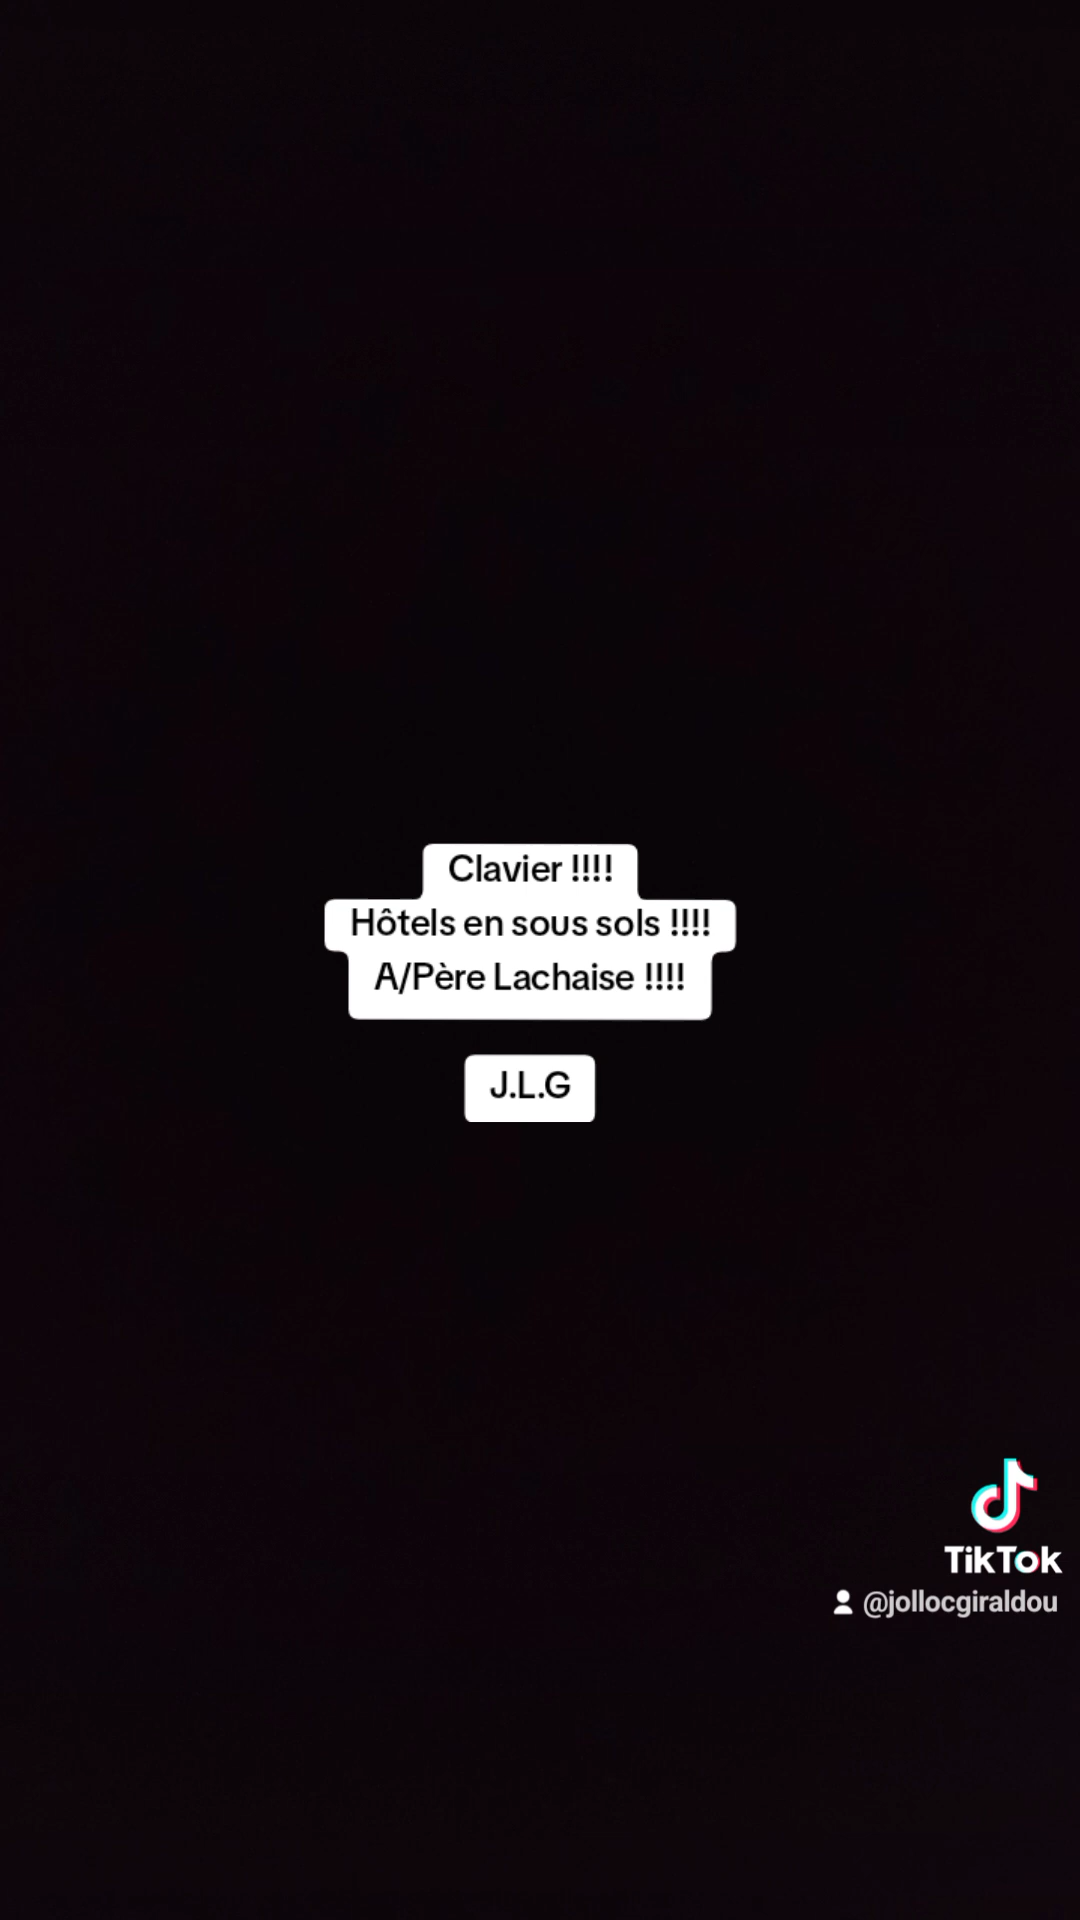 Clavier !!!!
Hôtels en sous sols !!!!
A/Père Lachaise !!!!
J.L.G
TikTok
@jollocgiraldou